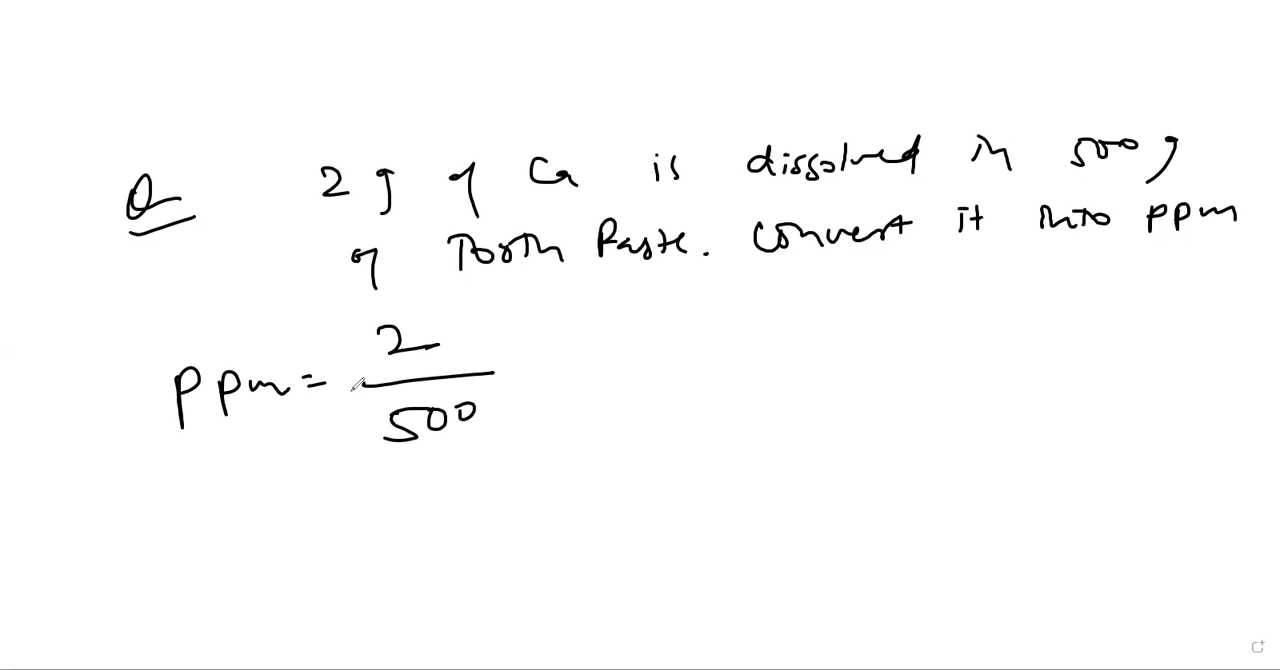 Q 2 g of Ca is dissolved in 500 g
of Tooth Paste. Convert it into ppm
ppm = 2
500